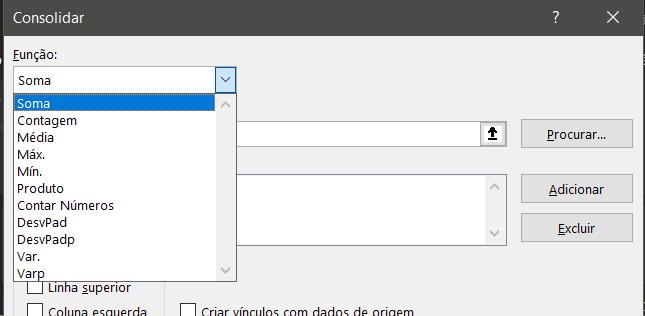 Consolidar
Função:
Soma
Soma
Contagem
Média
Máx.
Mín.
Produto
Contar Números
DesvPad
DesvPadp
Var.
Varp
Procurar...
Adicionar
Excluir
Linha superior
Coluna esquerda
Criar vínculos com dados de origem